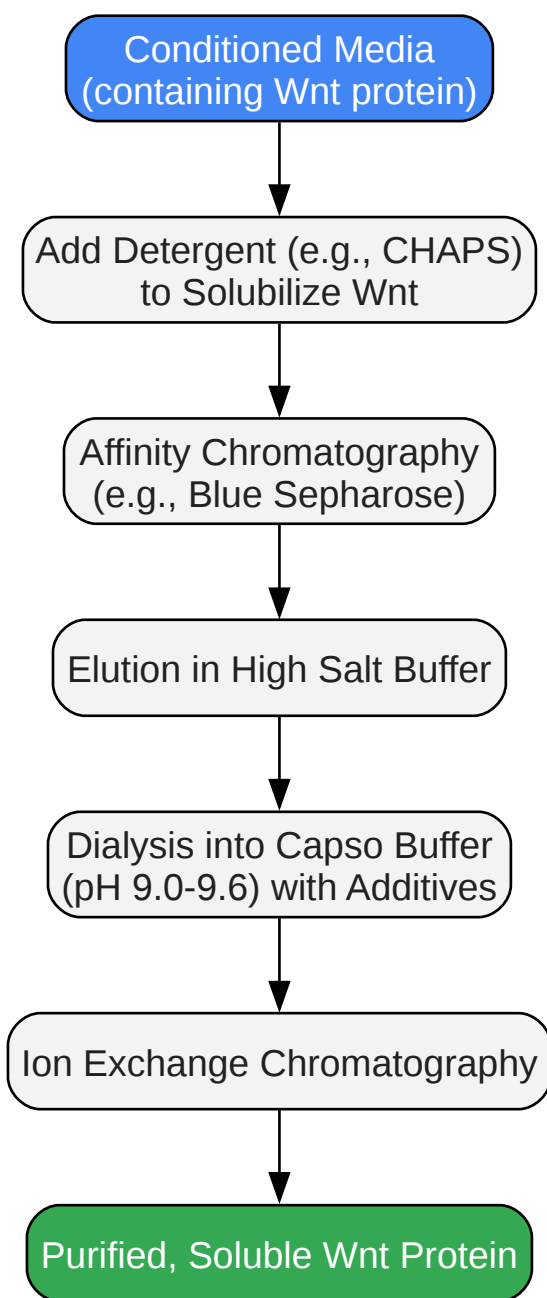 Conditioned Media
(containing Wnt protein)
Add Detergent (e.g., CHAPS)
to Solubilize Wnt
Affinity Chromatography
(e.g., Blue Sepharose)
Elution in High Salt Buffer
Dialysis into Capso Buffer
(pH 9.0-9.6) with Additives
Ion Exchange Chromatography
Purified, Soluble Wnt Protein